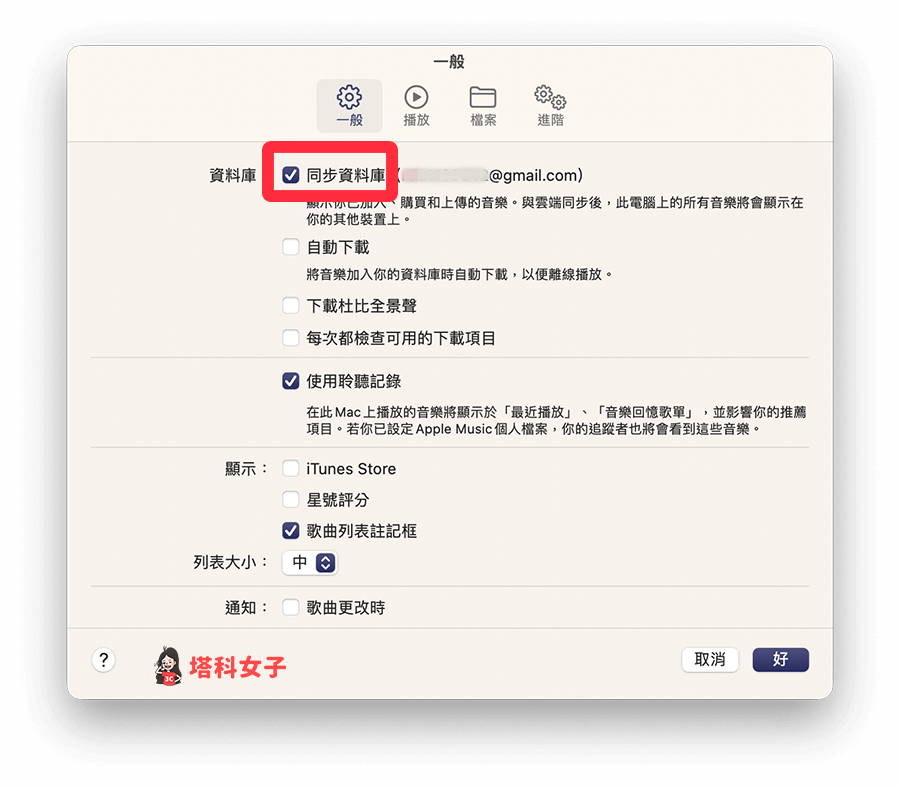 一般
一般
播放
檔案
進階
資料庫
同步資料庫 (@gmail.com)
顯示你已加入、購買和上傳的音樂。與雲端同步後，此電腦上的所有音樂將會顯示在
你的其他裝置上。
自動下載
將音樂加入你的資料庫時自動下載，以便離線播放。
下載杜比全景聲
每次都檢查可用的下載項目
使用聆聽記錄
在此 Mac 上播放的音樂將顯示於「最近播放」、「音樂回憶歌單」，並影響你的推薦
項目。若你已設定 Apple Music 個人檔案，你的追蹤者也將會看到這些音樂。
顯示：
iTunes Store
星號評分
歌曲列表註記框
列表大小：
中
通知：
歌曲更改時
?
3C
塔科女子
取消
好